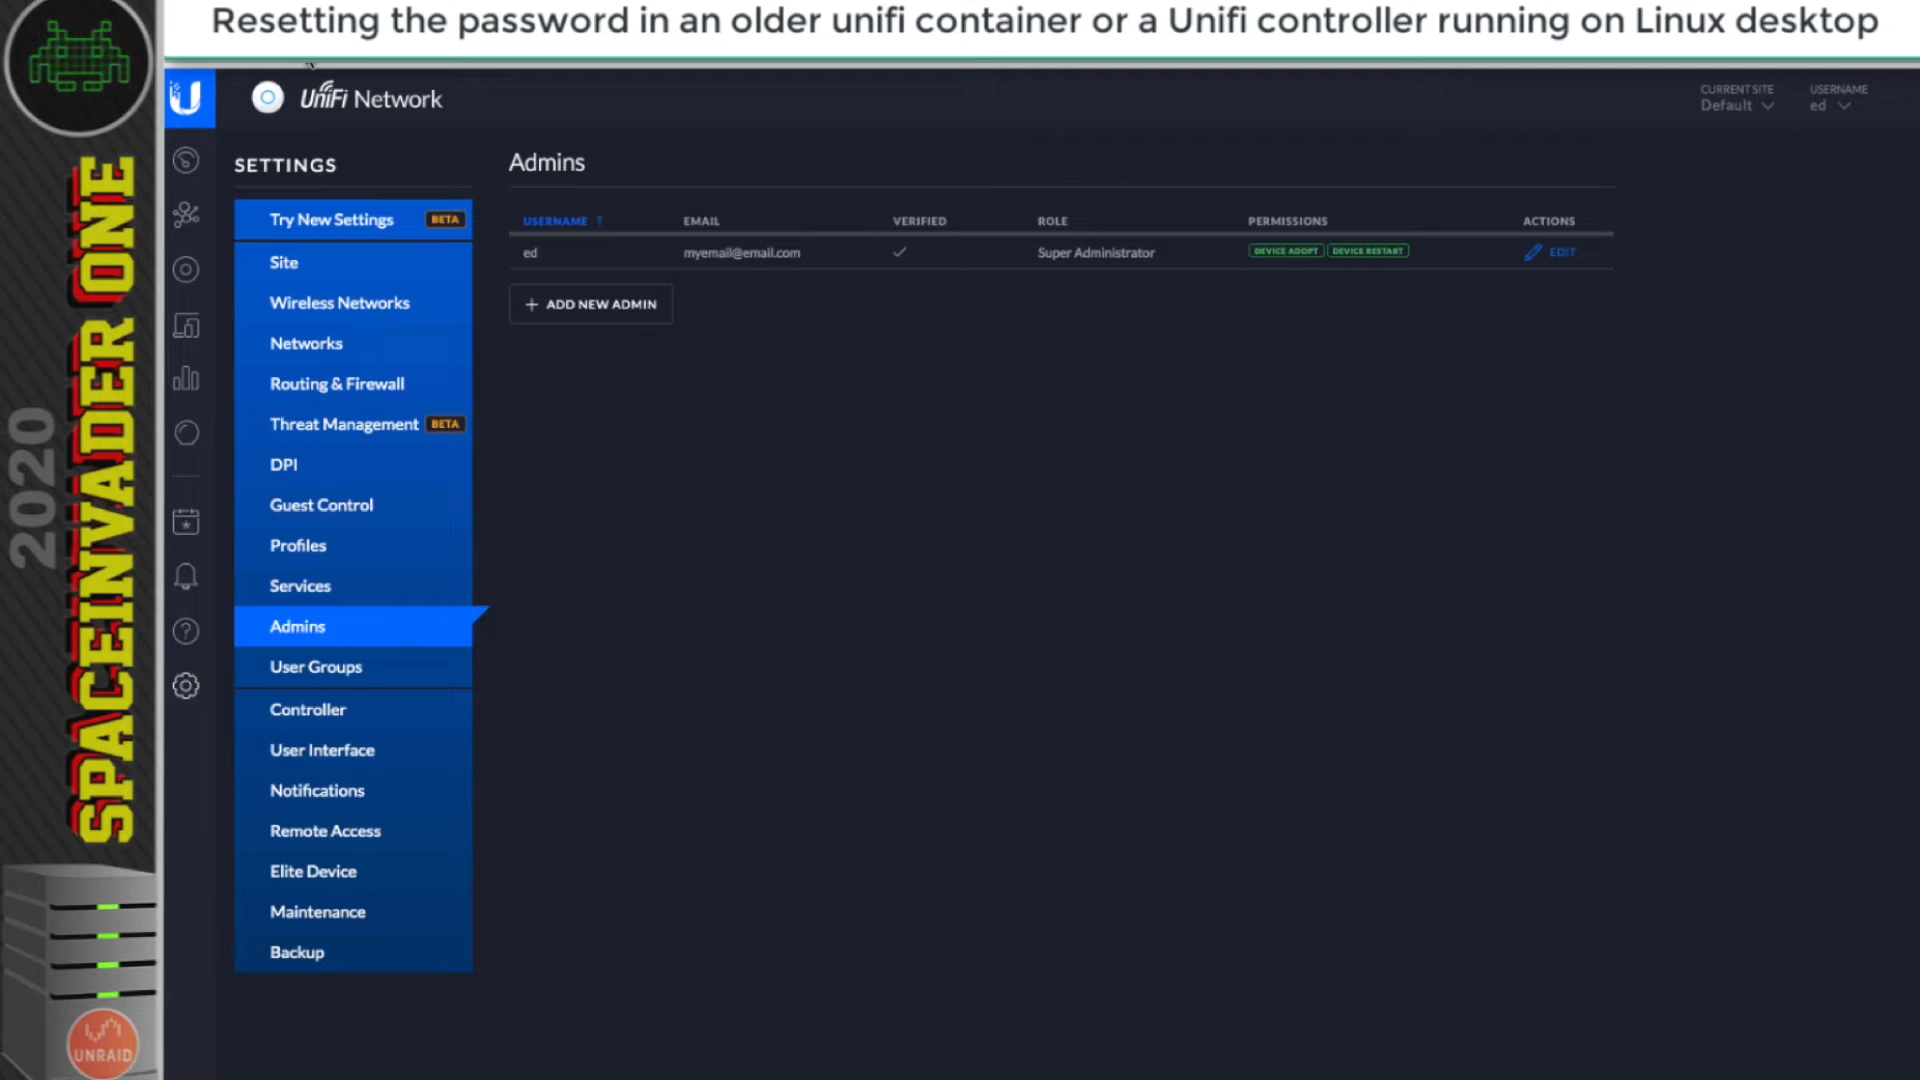 Resetting the password in an older unifi container or a Unifi controller running on Linux desktop
UniFi Network
CURRENT SITE
Default
USERNAME
ed
SETTINGS
Try New Settings BETA
Site
Wireless Networks
Networks
Routing & Firewall
Threat Management BETA
DPI
Guest Control
Profiles
Services
Admins
User Groups
Controller
User Interface
Notifications
Remote Access
Elite Device
Maintenance
Backup
Admins
USERNAME EMAIL VERIFIED ROLE PERMISSIONS ACTIONS
ed myemail@email.com Super Administrator DEVICE ADOPT DEVICE RESTART EDIT
+ ADD NEW ADMIN
2020
SPACEINVADER ONE
UNRAID